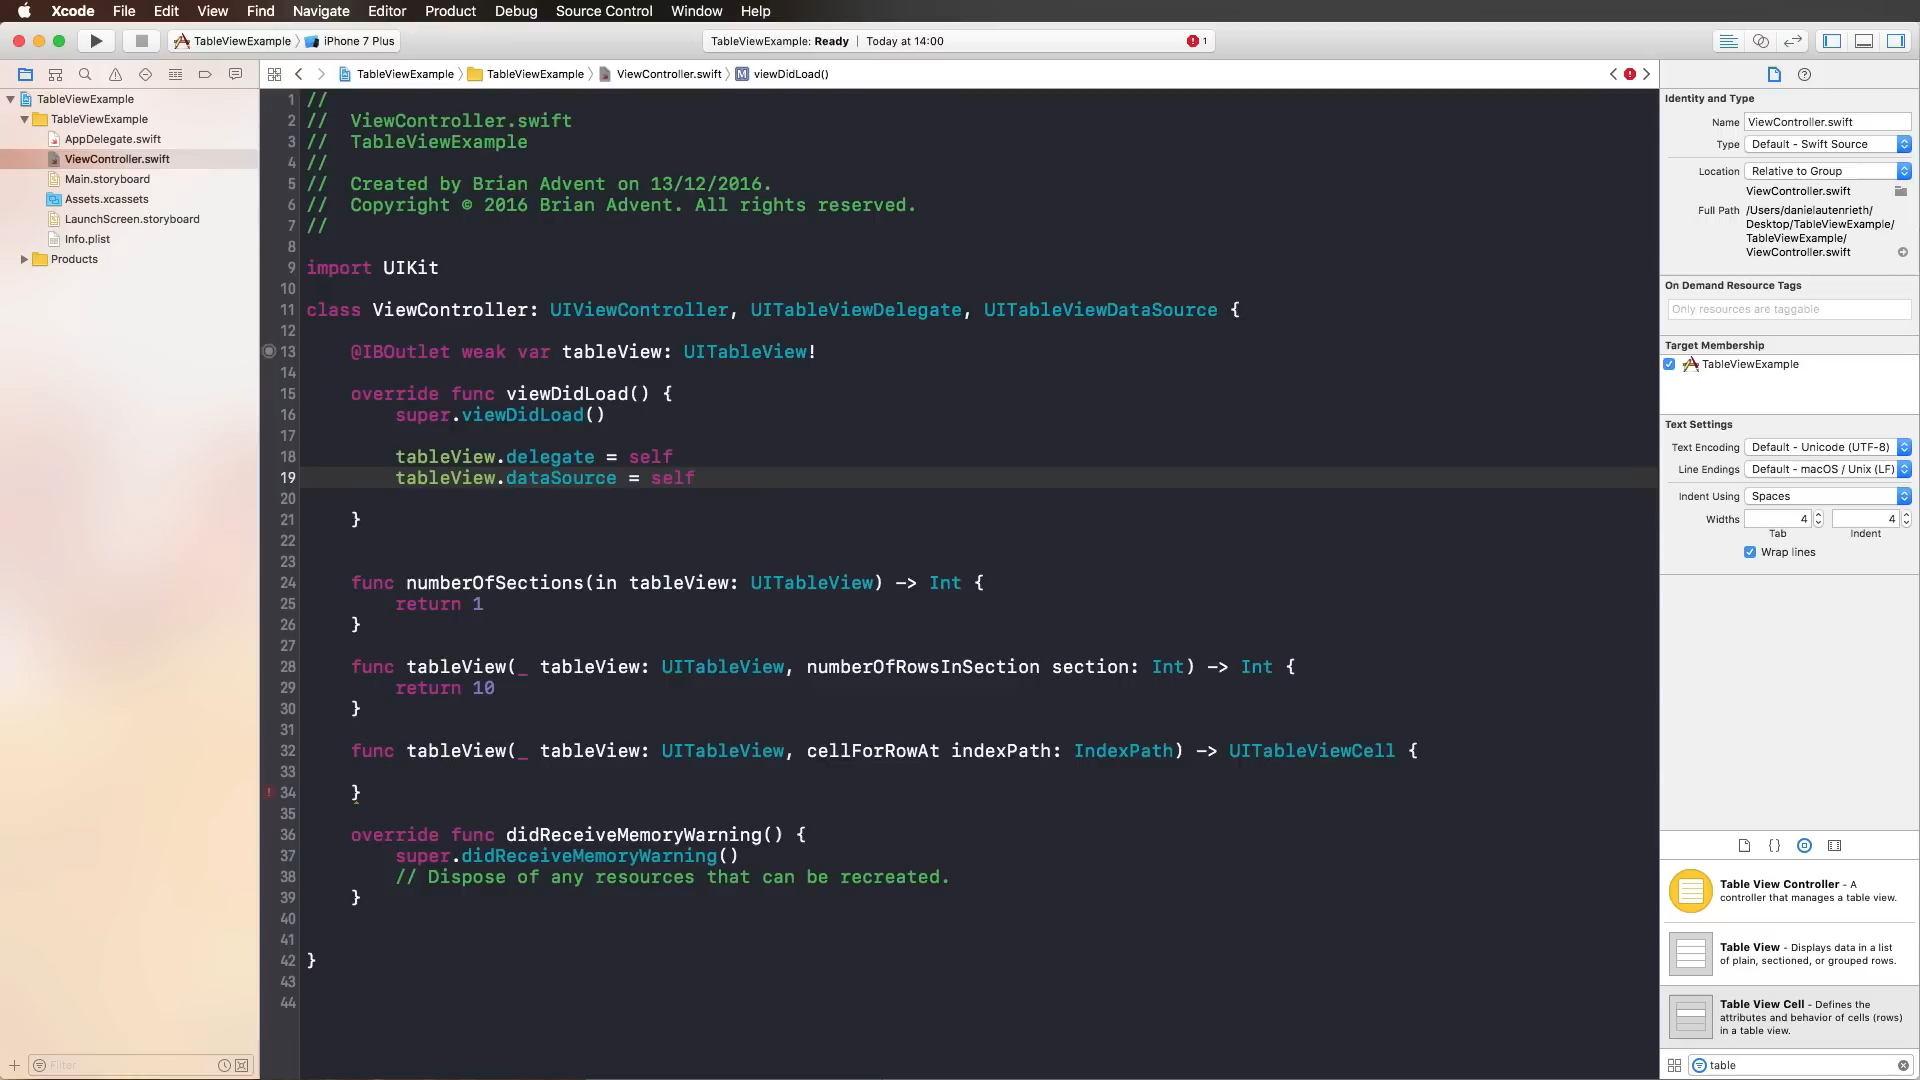 Xcode File Edit View Find Navigate Editor Product Debug Source Control Window Help
TableViewExample iPhone 7 Plus TableViewExample: Ready | Today at 14:00 1
TableViewExample TableViewExample ViewController.swift viewDidLoad()
TableViewExample
TableViewExample
AppDelegate.swift
ViewController.swift
Main.storyboard
Assets.xcassets
LaunchScreen.storyboard
Info.plist
Products
Filter
1 //
2 // ViewController.swift
3 // TableViewExample
4 //
5 // Created by Brian Advent on 13/12/2016.
6 // Copyright © 2016 Brian Advent. All rights reserved.
7 //
8
9 import UIKit
10
11 class ViewController: UIViewController, UITableViewDelegate, UITableViewDataSource {
12
13 @IBOutlet weak var tableView: UITableView!
14
15 override func viewDidLoad() {
16 super.viewDidLoad()
17
18 tableView.delegate = self
19 tableView.dataSource = self
20
21 }
22
23
24 func numberOfSections(in tableView: UITableView) -> Int {
25 return 1
26 }
27
28 func tableView(_ tableView: UITableView, numberOfRowsInSection section: Int) -> Int {
29 return 10
30 }
31
32 func tableView(_ tableView: UITableView, cellForRowAt indexPath: IndexPath) -> UITableViewCell {
33
34 }
35
36 override func didReceiveMemoryWarning() {
37 super.didReceiveMemoryWarning()
38 // Dispose of any resources that can be recreated.
39 }
40
41
42 }
43
44
Identity and Type
Name ViewController.swift
Type Default - Swift Source
Location Relative to Group
ViewController.swift
Full Path /Users/danielautenrieth/
Desktop/TableViewExample/
TableViewExample/
ViewController.swift
On Demand Resource Tags
Only resources are taggable
Target Membership
TableViewExample
Text Settings
Text Encoding Default - Unicode (UTF-8)
Line Endings Default - macOS / Unix (LF)
Indent Using Spaces
Widths 4 4
Tab Indent
Wrap lines
Table View Controller - A
controller that manages a table view.
Table View - Displays data in a list
of plain, sectioned, or grouped rows.
Table View Cell - Defines the
attributes and behavior of cells (rows)
in a table view.
table